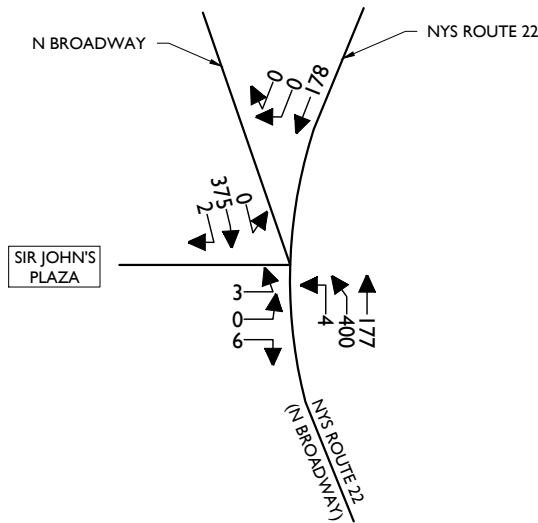 N BROADWAY
NYS ROUTE 22
0
0
178
0
375
2
SIR JOHN'S
PLAZA
3
0
6
4
400
177
NYS ROUTE 22
(N BROADWAY)